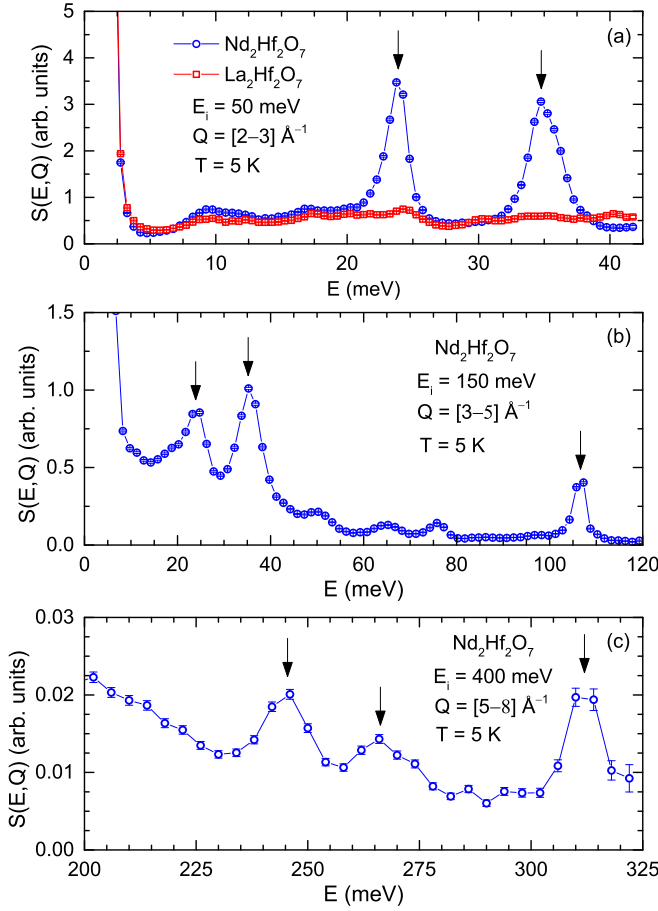 (a)
Nd₂Hf₂O₇
La₂Hf₂O₇
Eᵢ = 50 meV
Q = [2–3] Å⁻¹
T = 5 K
S(E,Q) (arb. units)
5
4
3
2
1
0
0 10 20 30 40
E (meV)
(b)
Nd₂Hf₂O₇
Eᵢ = 150 meV
Q = [3–5] Å⁻¹
T = 5 K
S(E,Q) (arb. units)
1.5
1.0
0.5
0.0
0 20 40 60 80 100 120
E (meV)
(c)
Nd₂Hf₂O₇
Eᵢ = 400 meV
Q = [5–8] Å⁻¹
T = 5 K
S(E,Q) (arb. units)
0.03
0.02
0.01
0.00
200 225 250 275 300 325
E (meV)